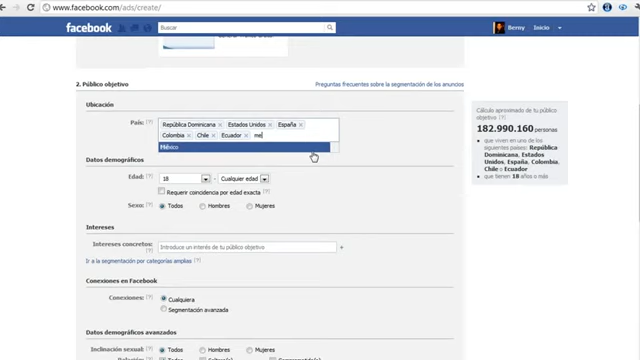 www.facebook.com/ads/create/
facebook
Buscar
Berny
Inicio
2. Público objetivo
Preguntas frecuentes sobre la segmentación de los anuncios
Ubicación
País: [?]
República Dominicana × Estados Unidos × España ×
Colombia × Chile × Ecuador × me
México
Datos demográficos
Edad: [?] 18 - Cualquier edad
Requerir coincidencia por edad exacta [?]
Sexo: [?] Todos Hombres Mujeres
Intereses
Intereses concretos: [?] Introduce un interés de tu público objetivo +
Ir a la segmentación por categorías amplias [?]
Conexiones en Facebook
Conexiones: [?] Cualquiera
Segmentación avanzada
Datos demográficos avanzados
Inclinación sexual: [?] Todos Hombres Mujeres
Cálculo aproximado de tu público
objetivo [?]
182.990.160 personas
que viven en uno de los
siguientes países: República
Dominicana, Estados
Unidos, España, Colombia,
Chile o Ecuador
que tienen 18 años o más